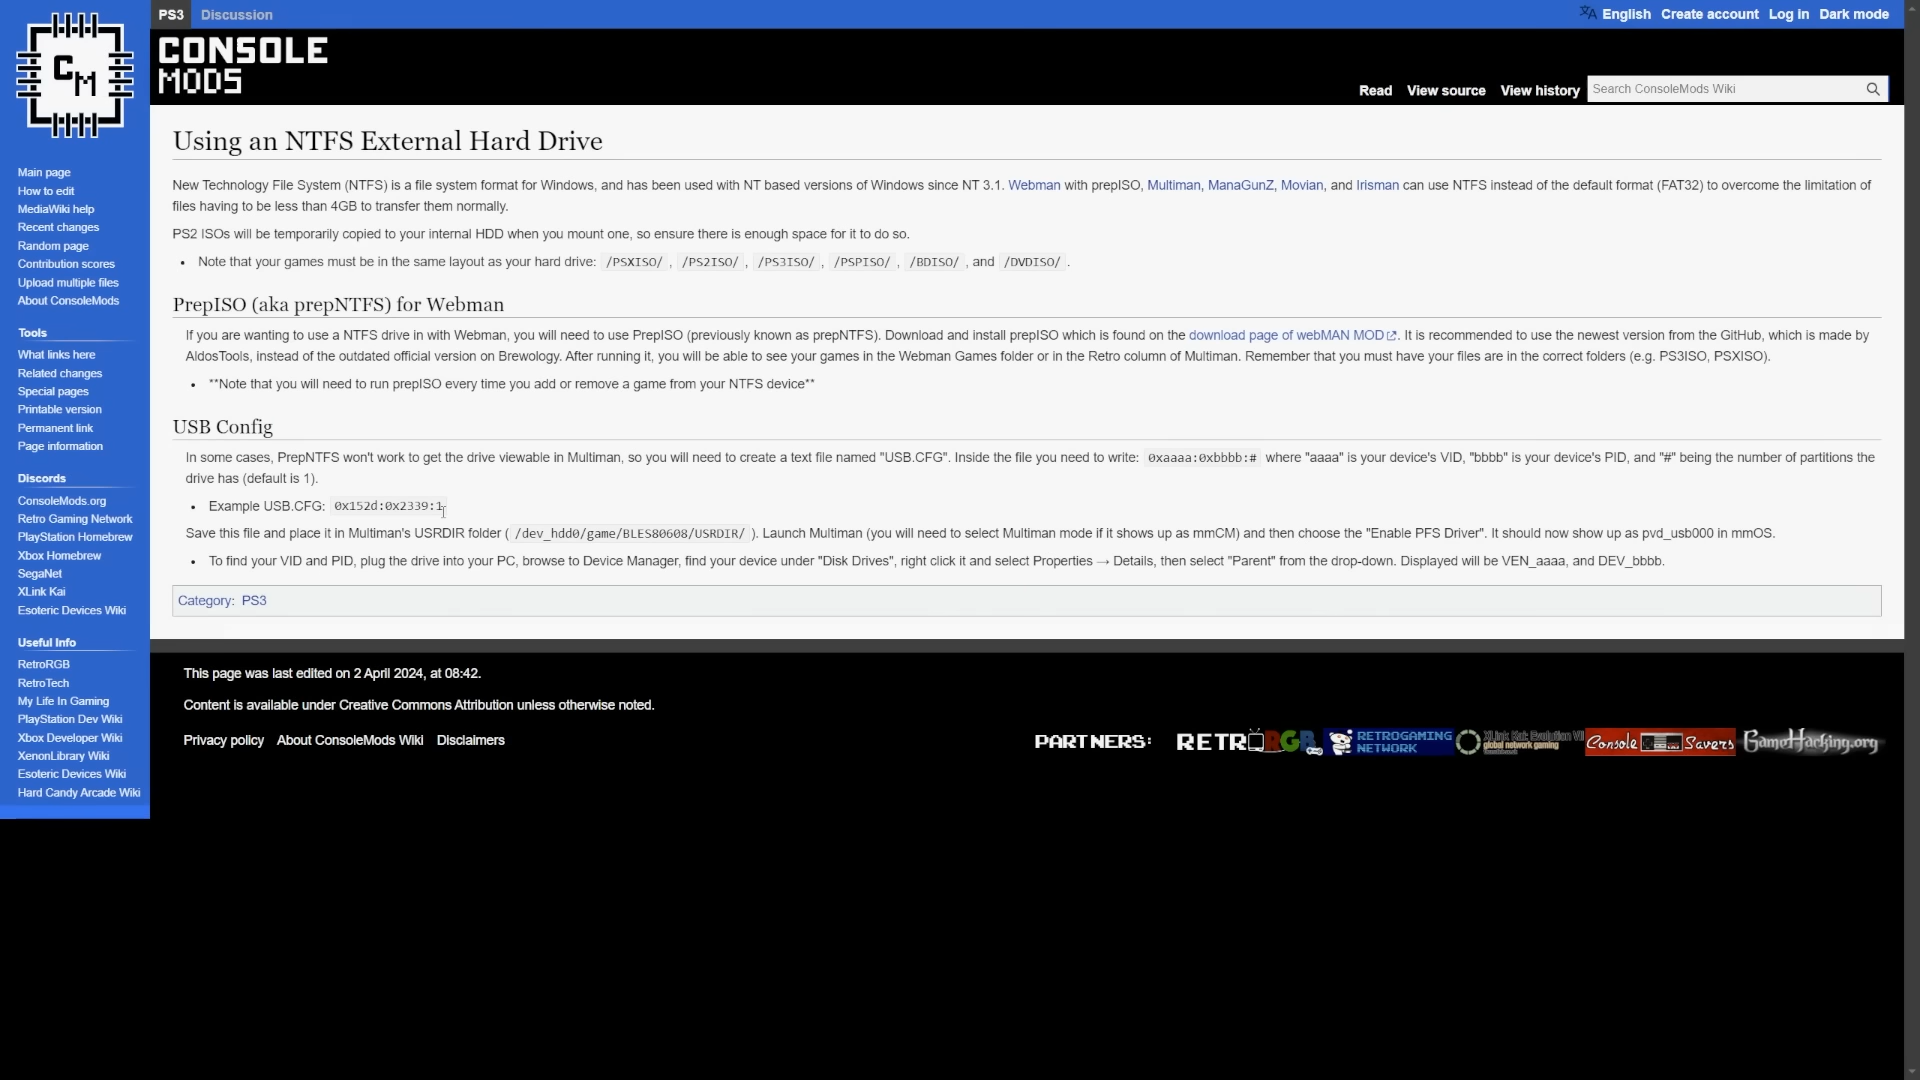 PS3 Discussion
English Create account Log in Dark mode
CM
CONSOLE
MODS
Read View source View history Search ConsoleMods Wiki
Main page
How to edit
MediaWiki help
Recent changes
Random page
Contribution scores
Upload multiple files
About ConsoleMods
Tools
What links here
Related changes
Special pages
Printable version
Permanent link
Page information
Discords
ConsoleMods.org
Retro Gaming Network
PlayStation Homebrew
Xbox Homebrew
SegaNet
XLink Kai
Esoteric Devices Wiki
Useful Info
RetroRGB
RetroTech
My Life In Gaming
PlayStation Dev Wiki
Xbox Developer Wiki
XenonLibrary Wiki
Esoteric Devices Wiki
Hard Candy Arcade Wiki
Using an NTFS External Hard Drive
New Technology File System (NTFS) is a file system format for Windows, and has been used with NT based versions of Windows since NT 3.1. Webman with prepISO, Multiman, ManaGunZ, Movian, and Irisman can use NTFS instead of the default format (FAT32) to overcome the limitation of
files having to be less than 4GB to transfer them normally.
PS2 ISOs will be temporarily copied to your internal HDD when you mount one, so ensure there is enough space for it to do so.
• Note that your games must be in the same layout as your hard drive: /PSXISO/ , /PS2ISO/ , /PS3ISO/ , /PSPISO/ , /BDISO/ , and /DVDISO/ .
PrepISO (aka prepNTFS) for Webman
If you are wanting to use a NTFS drive in with Webman, you will need to use PrepISO (previously known as prepNTFS). Download and install prepISO which is found on the download page of webMAN MOD. It is recommended to use the newest version from the GitHub, which is made by
AldosTools, instead of the outdated official version on Brewology. After running it, you will be able to see your games in the Webman Games folder or in the Retro column of Multiman. Remember that you must have your files are in the correct folders (e.g. PS3ISO, PSXISO).
• **Note that you will need to run prepISO every time you add or remove a game from your NTFS device**
USB Config
In some cases, PrepNTFS won't work to get the drive viewable in Multiman, so you will need to create a text file named "USB.CFG". Inside the file you need to write: 0xaaaa:0xbbbb:# where "aaaa" is your device's VID, "bbbb" is your device's PID, and "#" being the number of partitions the
drive has (default is 1).
• Example USB.CFG: 0x152d:0x2339:1
Save this file and place it in Multiman's USRDIR folder ( /dev_hdd0/game/BLES80608/USRDIR/ ). Launch Multiman (you will need to select Multiman mode if it shows up as mmCM) and then choose the "Enable PFS Driver". It should now show up as pvd_usb000 in mmOS.
• To find your VID and PID, plug the drive into your PC, browse to Device Manager, find your device under "Disk Drives", right click it and select Properties → Details, then select "Parent" from the drop-down. Displayed will be VEN_aaaa, and DEV_bbbb.
Category: PS3
This page was last edited on 2 April 2024, at 08:42.
Content is available under Creative Commons Attribution unless otherwise noted.
Privacy policy About ConsoleMods Wiki Disclaimers
PARTNERS: RETRORGB RETROGAMING NETWORK XLink Kai: Evolution VII global network gaming Console Savers GameHacking.org